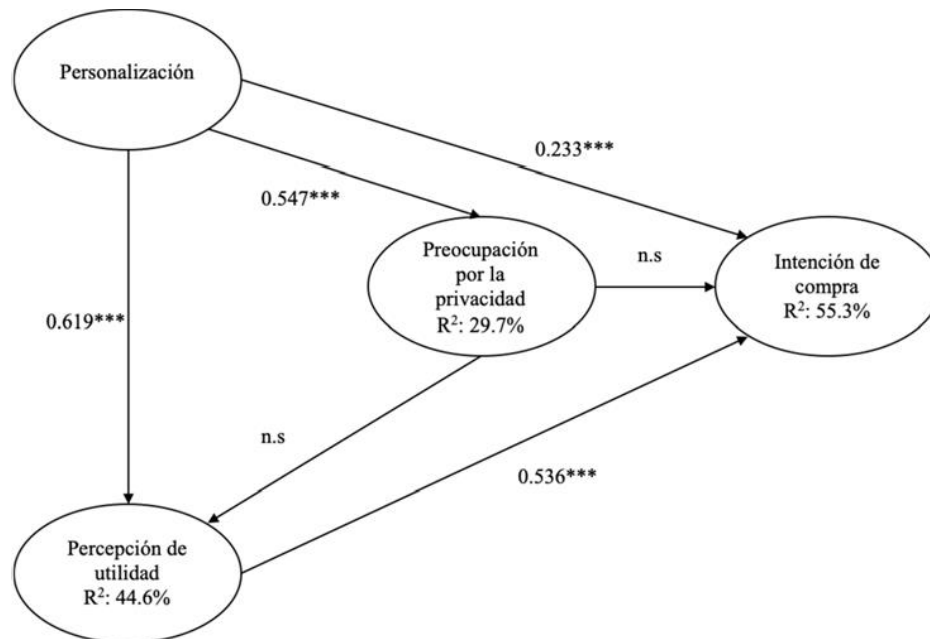 Personalización
0.233***
0.547***
Preocupación
por la
privacidad
R²: 29.7%
n.s
Intención de
compra
R²: 55.3%
0.619***
n.s
0.536***
Percepción de
utilidad
R²: 44.6%